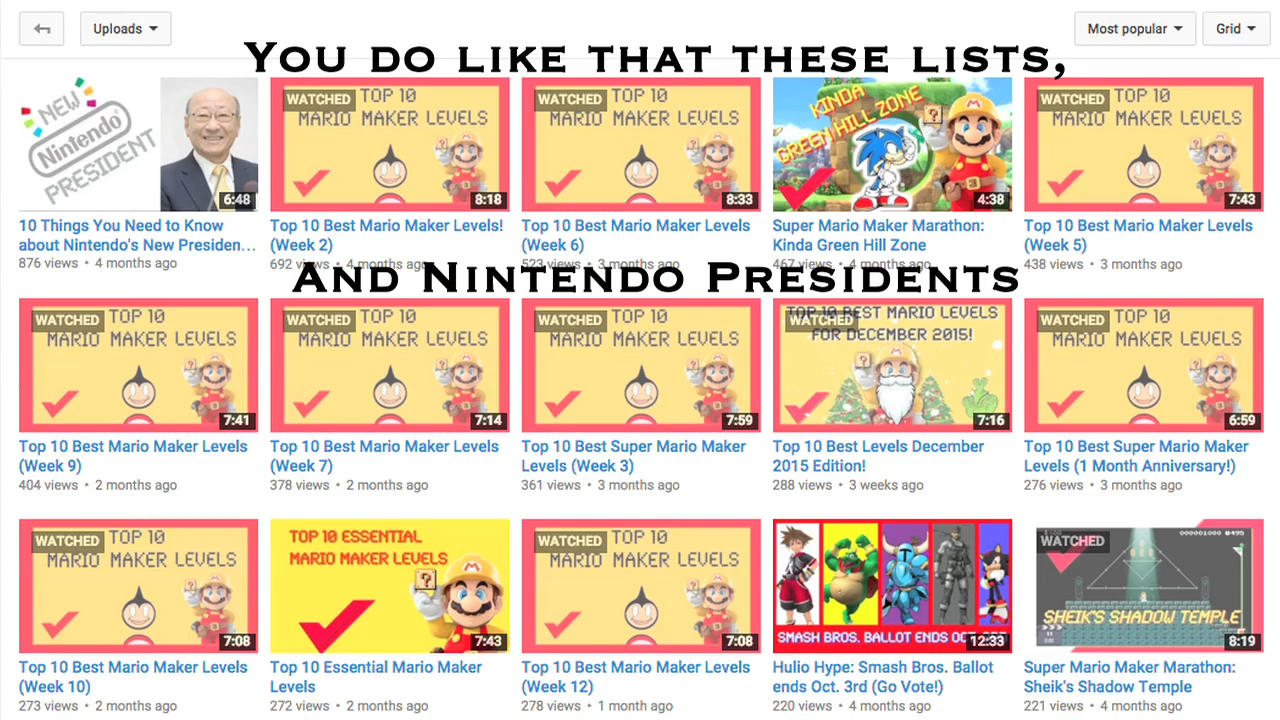 Uploads
Most popular
Grid
YOU DO LIKE THAT THESE LISTS,
NEW
Nintendo
PRESIDENT
6:48
WATCHED
TOP 10
MARIO MAKER LEVELS
8:18
WATCHED
TOP 10
MARIO MAKER LEVELS
8:33
KINDA
GREEN HILL ZONE
4:38
WATCHED
TOP 10
MARIO MAKER LEVELS
7:43
10 Things You Need to Know
about Nintendo's New Presiden...
876 views • 4 months ago
Top 10 Best Mario Maker Levels!
(Week 2)
692 views • 4 months ago
Top 10 Best Mario Maker Levels
(Week 6)
523 views • 3 months ago
Super Mario Maker Marathon:
Kinda Green Hill Zone
467 views • 4 months ago
Top 10 Best Mario Maker Levels
(Week 5)
438 views • 3 months ago
AND NINTENDO PRESIDENTS
WATCHED
TOP 10
MARIO MAKER LEVELS
7:41
WATCHED
TOP 10
MARIO MAKER LEVELS
7:14
WATCHED
TOP 10
MARIO MAKER LEVELS
7:59
WATCHED
TOP 10 BEST MARIO LEVELS
FOR DECEMBER 2015!
7:16
WATCHED
TOP 10
MARIO MAKER LEVELS
6:59
Top 10 Best Mario Maker Levels
(Week 9)
404 views • 2 months ago
Top 10 Best Mario Maker Levels
(Week 7)
378 views • 2 months ago
Top 10 Best Super Mario Maker
Levels (Week 3)
361 views • 3 months ago
Top 10 Best Levels December
2015 Edition!
288 views • 3 weeks ago
Top 10 Best Super Mario Maker
Levels (1 Month Anniversary!)
276 views • 3 months ago
WATCHED
TOP 10
MARIO MAKER LEVELS
7:08
TOP 10 ESSENTIAL
MARIO MAKER LEVELS
7:43
WATCHED
TOP 10
MARIO MAKER LEVELS
7:08
SMASH BROS. BALLOT ENDS
12:33
WATCHED
SHEIK'S SHADOW TEMPLE
8:19
Top 10 Best Mario Maker Levels
(Week 10)
273 views • 2 months ago
Top 10 Essential Mario Maker
Levels
272 views • 2 months ago
Top 10 Best Mario Maker Levels
(Week 12)
278 views • 1 month ago
Hulio Hype: Smash Bros. Ballot
ends Oct. 3rd (Go Vote!)
220 views • 4 months ago
Super Mario Maker Marathon:
Sheik's Shadow Temple
221 views • 4 months ago